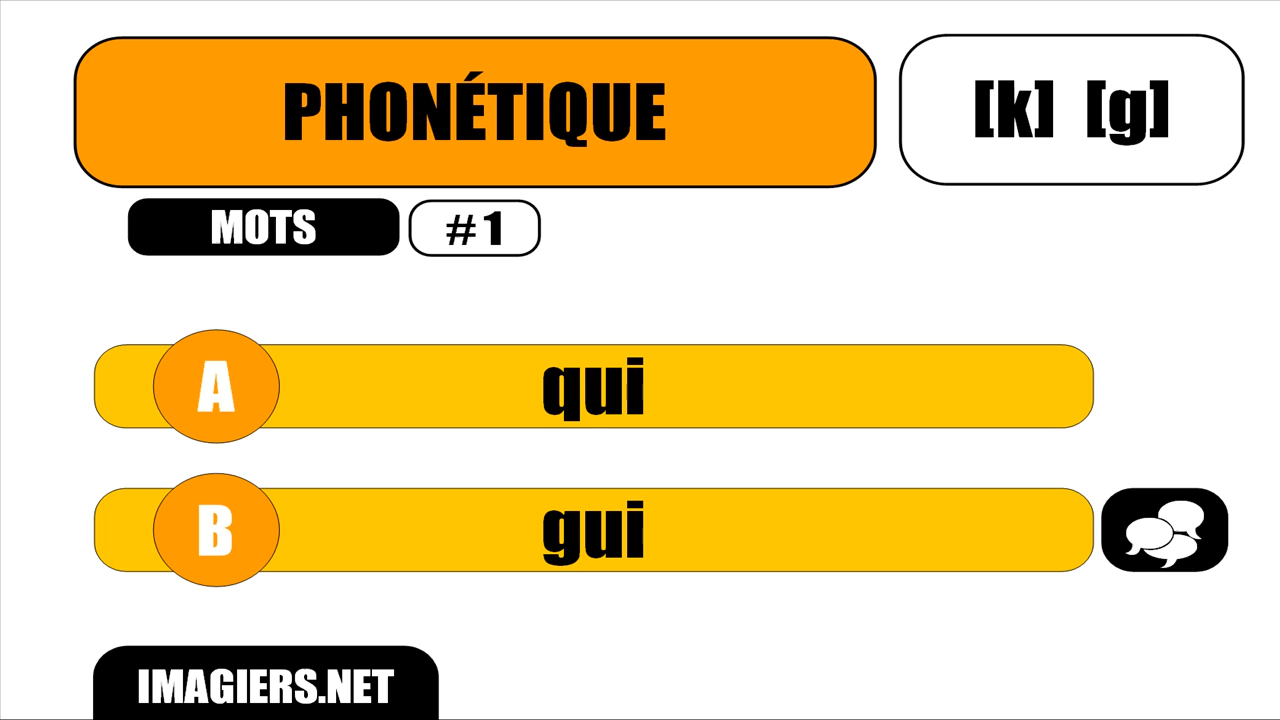 PHONÉTIQUE
[k] [g]
MOTS #1
A qui
B gui
IMAGIERS.NET